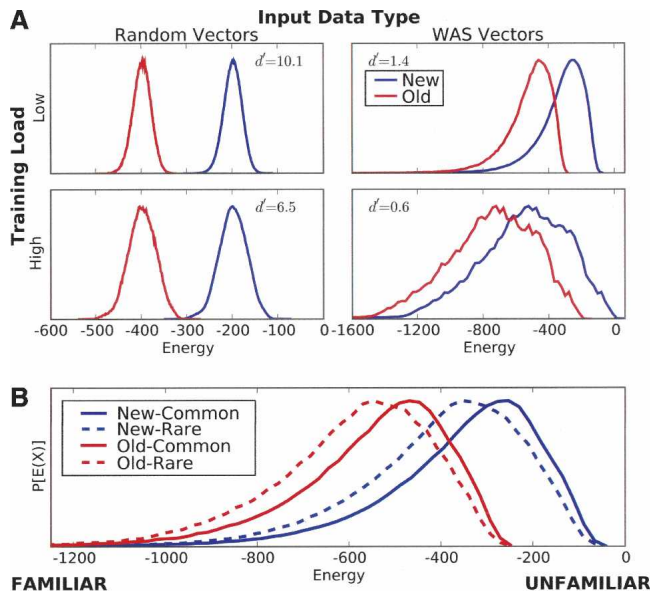 A
Input Data Type
Random Vectors
WAS Vectors
Training Load
Low
d'=10.1
d'=1.4
New
Old
High
d'=6.5
d'=0.6
-600 -500 -400 -300 -200 -100 0
Energy
-1600 -1200 -800 -400 0
Energy
B
New-Common
New-Rare
Old-Common
Old-Rare
P[E(X)]
-1200 -1000 -800 -600 -400 -200 0
Energy
FAMILIAR
UNFAMILIAR